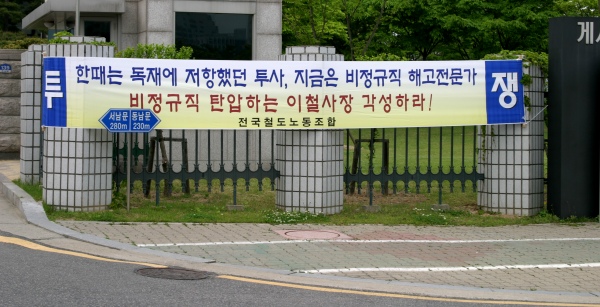 투 한때는 독재에 저항했던 투사, 지금은 비정규직 해고전문가 쟁
비정규직 탄압하는 이철사장 각성하라!
전국철도노동조합
서남문 동남문
280m 230m
게시